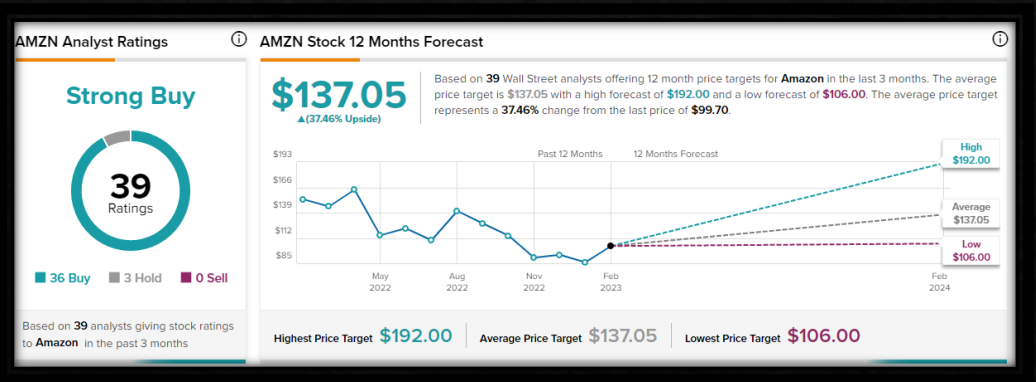 AMZN Analyst Ratings
Strong Buy
39
Ratings
36 Buy
3 Hold
0 Sell
Based on 39 analysts giving stock ratings
to Amazon in the past 3 months
AMZN Stock 12 Months Forecast
$137.05
▲(37.46% Upside)
Based on 39 Wall Street analysts offering 12 month price targets for Amazon in the last 3 months. The average
price target is $137.05 with a high forecast of $192.00 and a low forecast of $106.00. The average price target
represents a 37.46% change from the last price of $99.70.
Past 12 Months
12 Months Forecast
$193
$166
$139
$112
$85
May
2022
Aug
2022
Nov
2022
Feb
2023
Feb
2024
High
$192.00
Average
$137.05
Low
$106.00
Highest Price Target $192.00
Average Price Target $137.05
Lowest Price Target $106.00